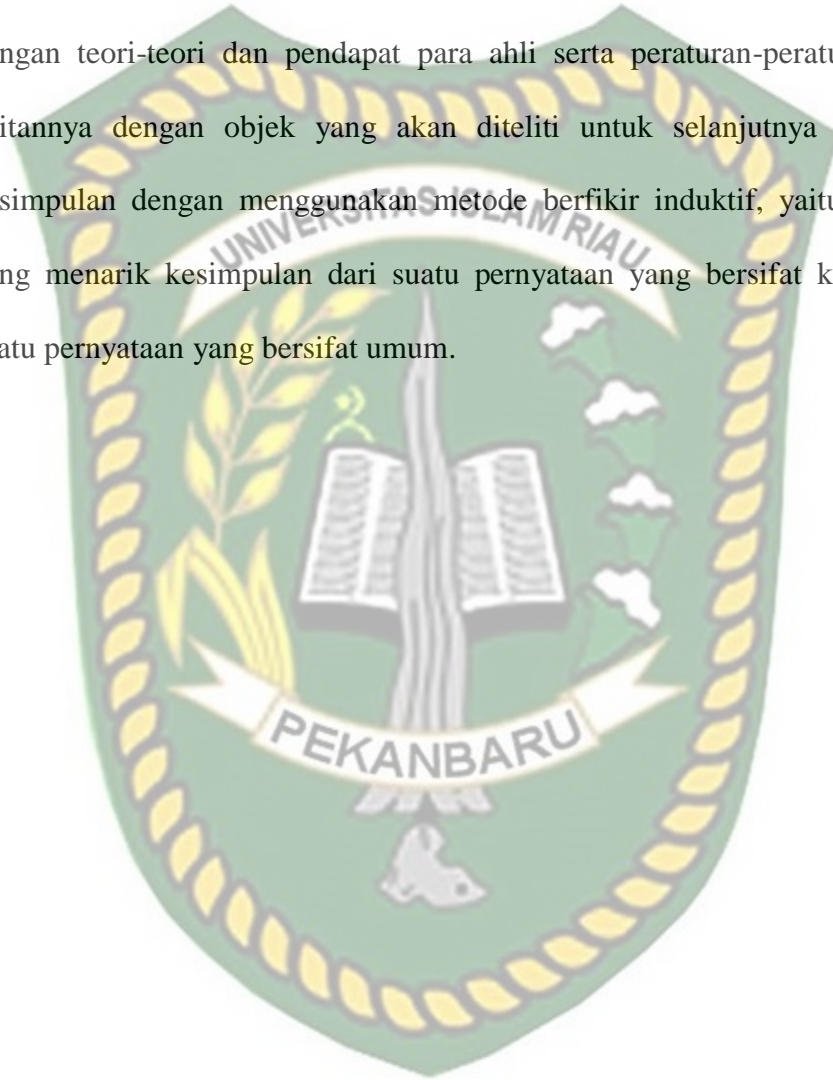 ngan teori-teori dan pendapat para ahli serta peraturan-peratu
itannya dengan objek yang akan diteliti untuk selanjutnya
simpulan dengan menggunakan metode berfikir induktif, yaitu
ng menarik kesimpulan dari suatu pernyataan yang bersifat k
atu pernyataan yang bersifat umum.
UNIVERSITAS ISLAM RIAU
PEKANBARU